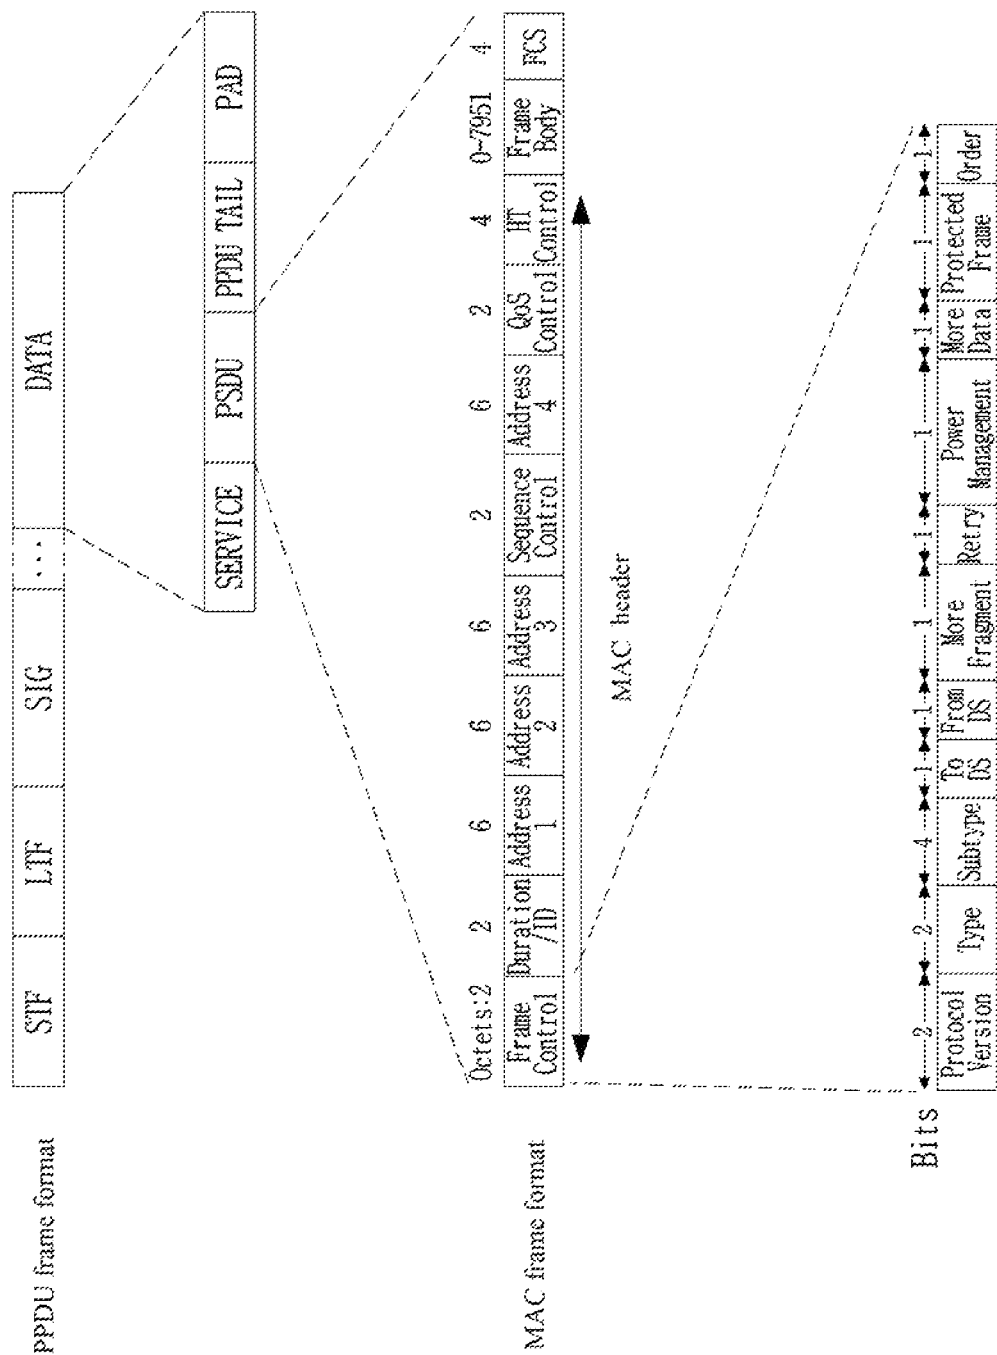 PPDU frame format
STF LTF SIG ... DATA
SERVICE PSDU PPDU TAIL PAD
MAC frame format
Octets:2 2 6 6 6 2 6 2 4 0-7951 4
Frame Control
Duration /ID
Address 1
Address 2
Address 3
Sequence Control
Address 4
QoS Control
HT Control
Frame Body
FCS
MAC header
Bits
2 2 4 1 1 1 1 1 1 1 1
Protocol Version
Type
Subtype
To DS
From DS
More Fragment
Retry
Power Management
More Data
Protected Frame
Order